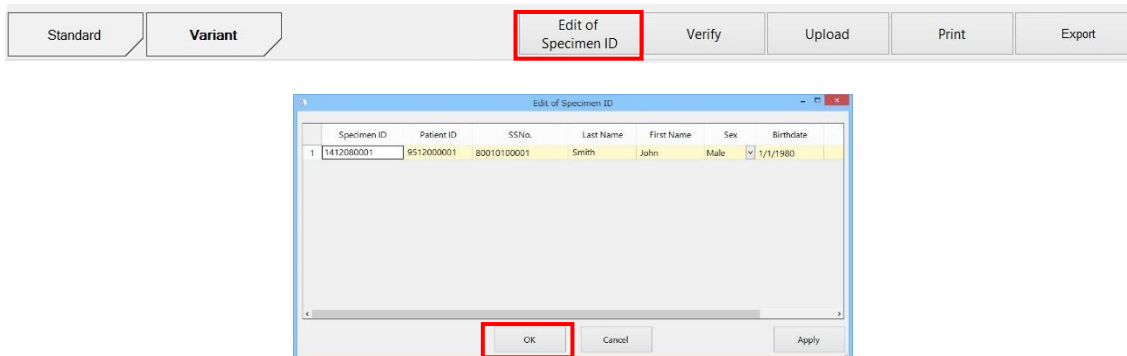 Standard Variant Edit of Specimen ID Verify Upload Print Export
Edit of Specimen ID
Specimen ID Patient ID SSNo. Last Name First Name Sex Birthdate
1 1412080001 9512000001 80010100001 Smith John Male 1/1/1980
OK Cancel Apply